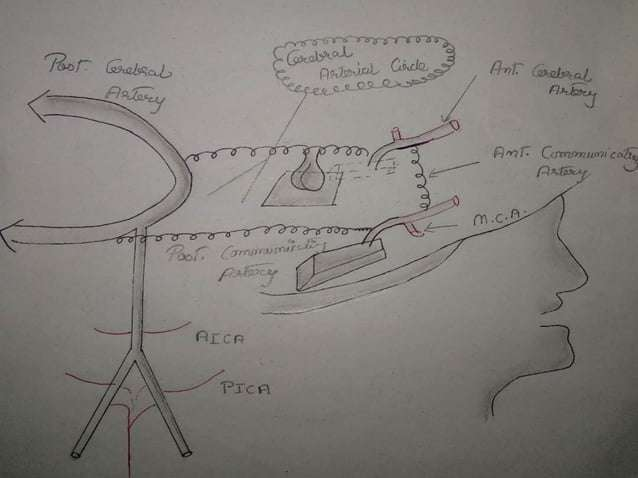 Cerebral
Arterial Circle
Post. Cerebral
Artery
Ant. Cerebral
Artery
Ant. Communicating
Artery
M.C.A.
Post. Communicating
Artery
AICA
PICA